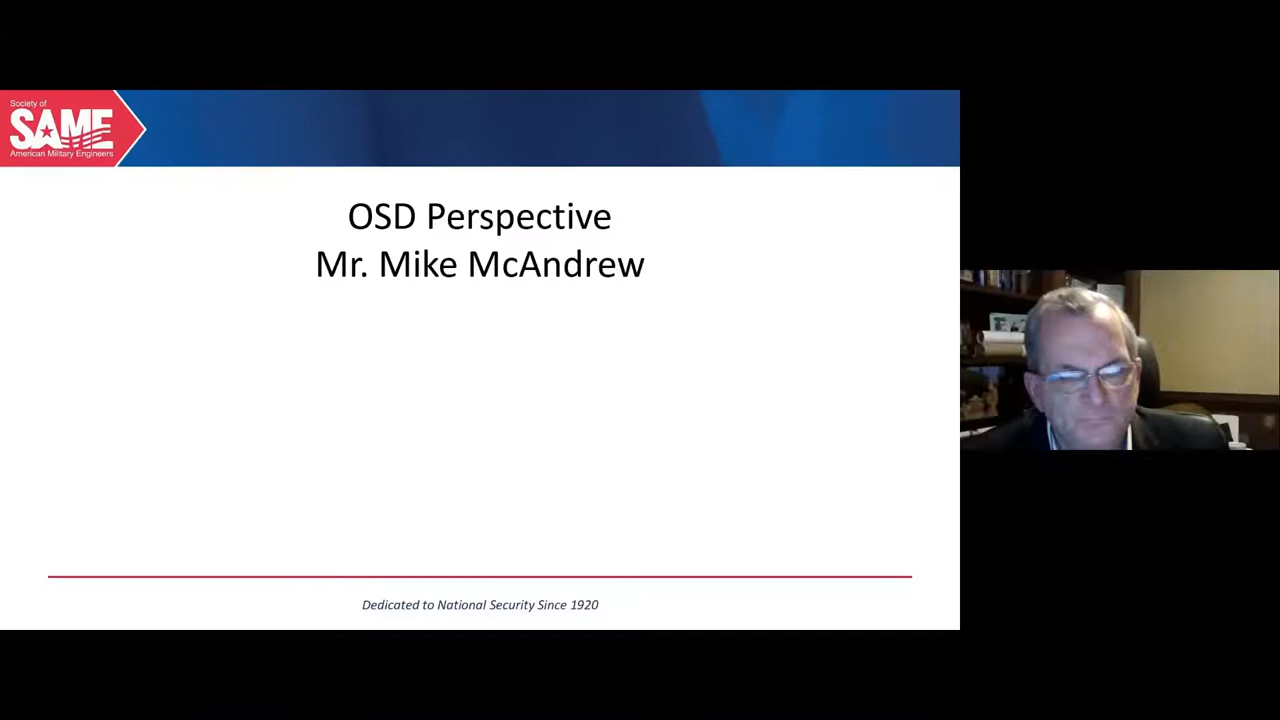 Society of
SAME
American Military Engineers
OSD Perspective
Mr. Mike McAndrew
Dedicated to National Security Since 1920